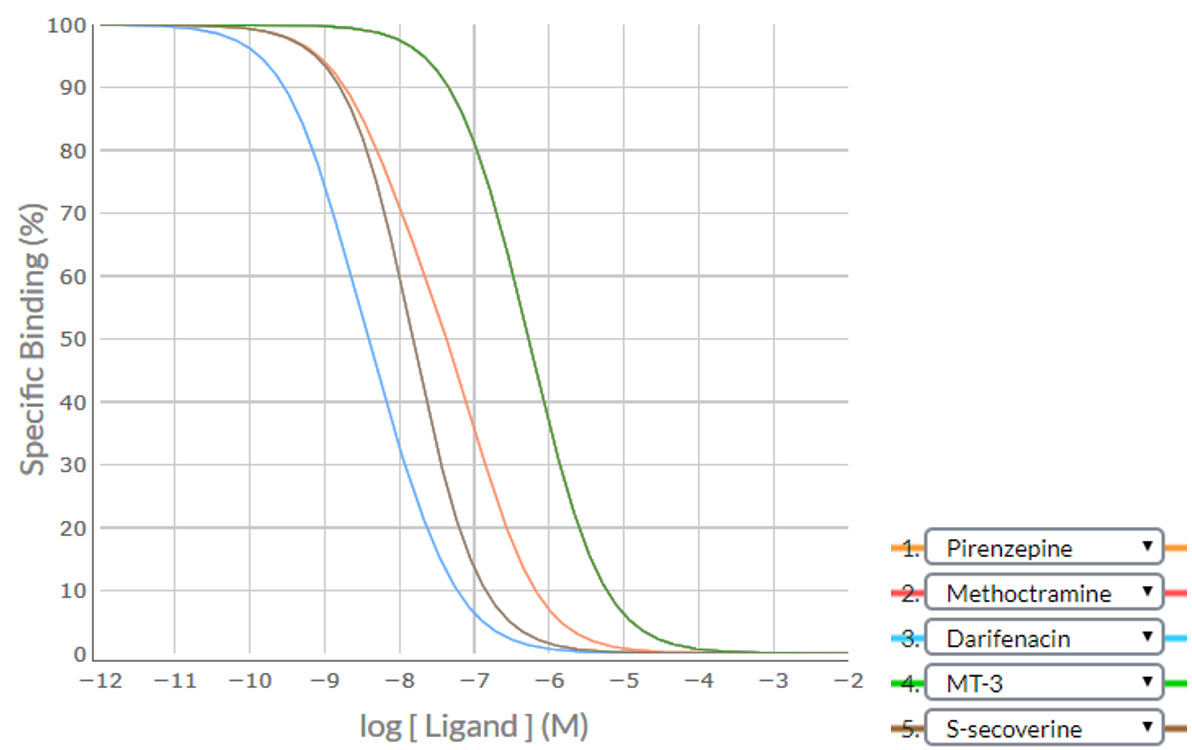 100
90
80
70
60
50
40
30
20
10
0
Specific Binding (%)
−12 −11 −10 −9 −8 −7 −6 −5 −4 −3 −2
log [ Ligand ] (M)
1. Pirenzepine ▼
2. Methoctramine ▼
3. Darifenacin ▼
4. MT-3 ▼
5. S-secoverine ▼